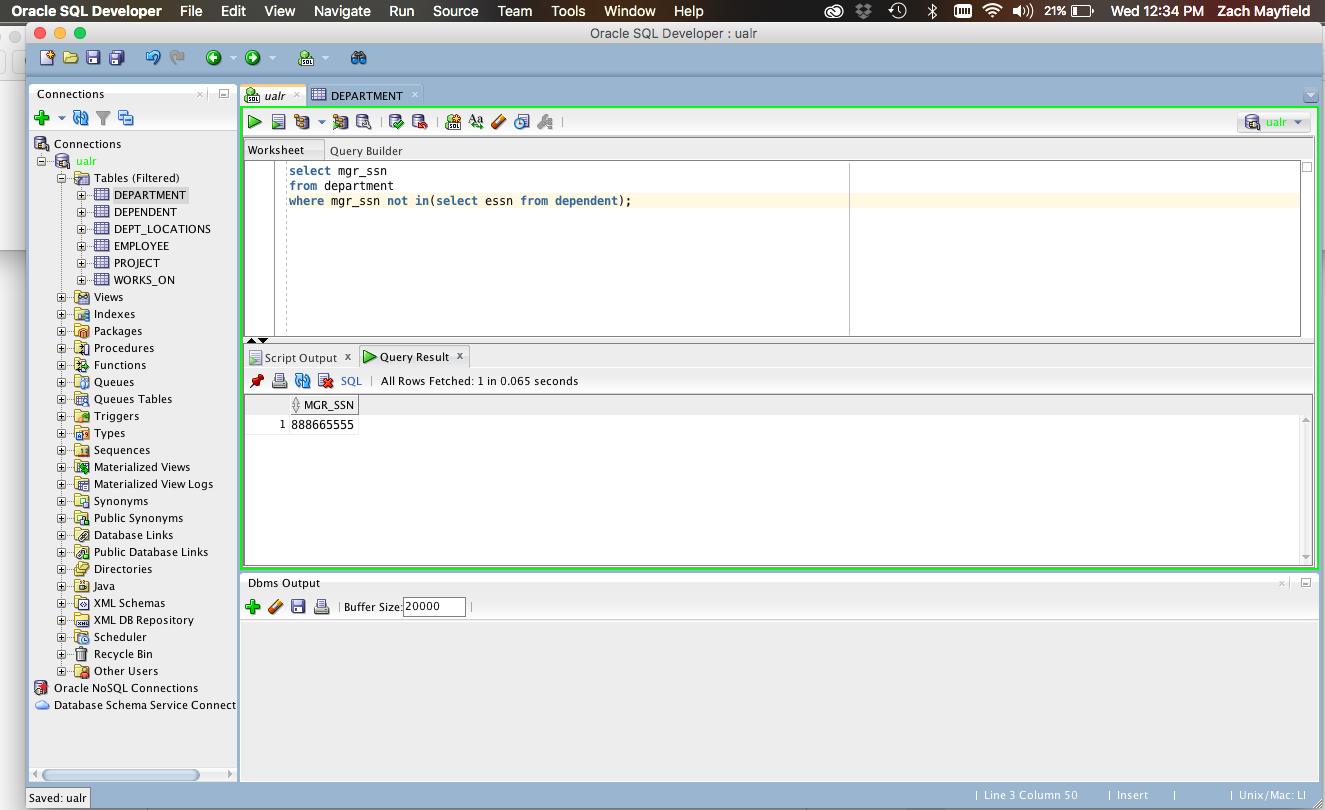 Oracle SQL Developer File Edit View Navigate Run Source Team Tools Window Help 21% Wed 12:34 PM Zach Mayfield
Oracle SQL Developer : ualr
Connections
ualr
DEPARTMENT
ualr
Connections
ualr
Tables (Filtered)
DEPARTMENT
DEPENDENT
DEPT_LOCATIONS
EMPLOYEE
PROJECT
WORKS_ON
Views
Indexes
Packages
Procedures
Functions
Queues
Queues Tables
Triggers
Types
Sequences
Materialized Views
Materialized View Logs
Synonyms
Public Synonyms
Database Links
Public Database Links
Directories
Java
XML Schemas
XML DB Repository
Scheduler
Recycle Bin
Other Users
Oracle NoSQL Connections
Database Schema Service Connect
Worksheet Query Builder
select mgr_ssn
from department
where mgr_ssn not in(select essn from dependent);
Script Output x Query Result x
SQL | All Rows Fetched: 1 in 0.065 seconds
MGR_SSN
1 888665555
Dbms Output
Buffer Size: 20000
Saved: ualr
| Line 3 Column 50 | Insert | | Unix/Mac: LI